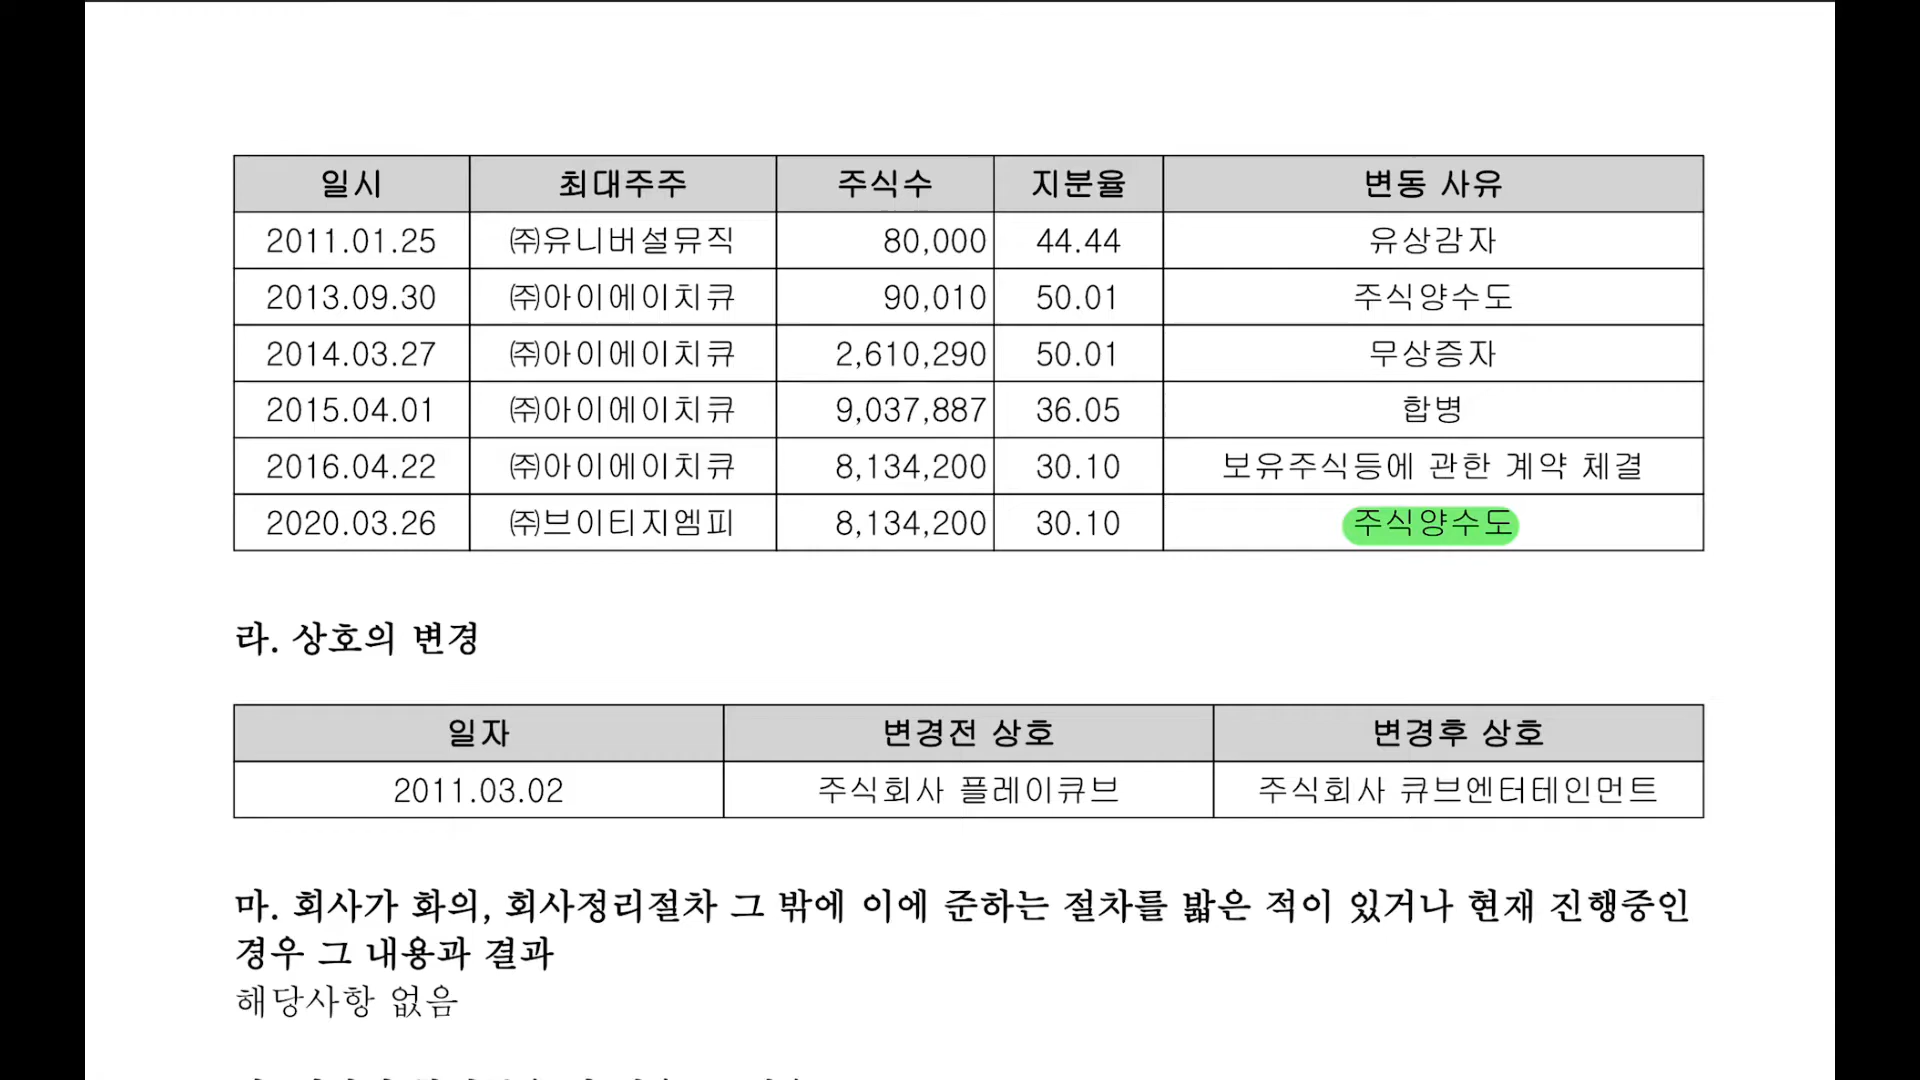 일시 최대주주 주식수 지분율 변동 사유
2011.01.25 ㈜유니버설뮤직 80,000 44.44 유상감자
2013.09.30 ㈜아이에이치큐 90,010 50.01 주식양수도
2014.03.27 ㈜아이에이치큐 2,610,290 50.01 무상증자
2015.04.01 ㈜아이에이치큐 9,037,887 36.05 합병
2016.04.22 ㈜아이에이치큐 8,134,200 30.10 보유주식등에 관한 계약 체결
2020.03.26 ㈜브이티지엠피 8,134,200 30.10 주식양수도
라. 상호의 변경
일자 변경전 상호 변경후 상호
2011.03.02 주식회사 플레이큐브 주식회사 큐브엔터테인먼트
마. 회사가 화의, 회사정리절차 그 밖에 이에 준하는 절차를 밟은 적이 있거나 현재 진행중인
경우 그 내용과 결과
해당사항 없음